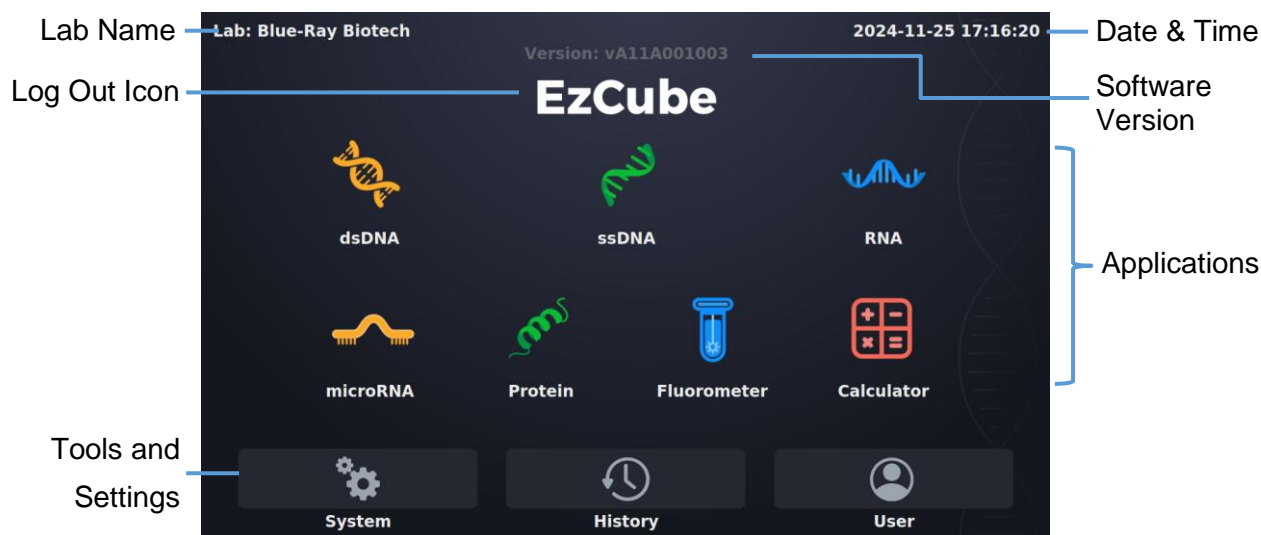 Lab Name
Lab: Blue-Ray Biotech
2024-11-25 17:16:20
Date & Time
Version: vA11A001003
Log Out Icon
EzCube
Software
Version
dsDNA
ssDNA
RNA
Applications
microRNA
Protein
Fluorometer
Calculator
Tools and
Settings
System
History
User